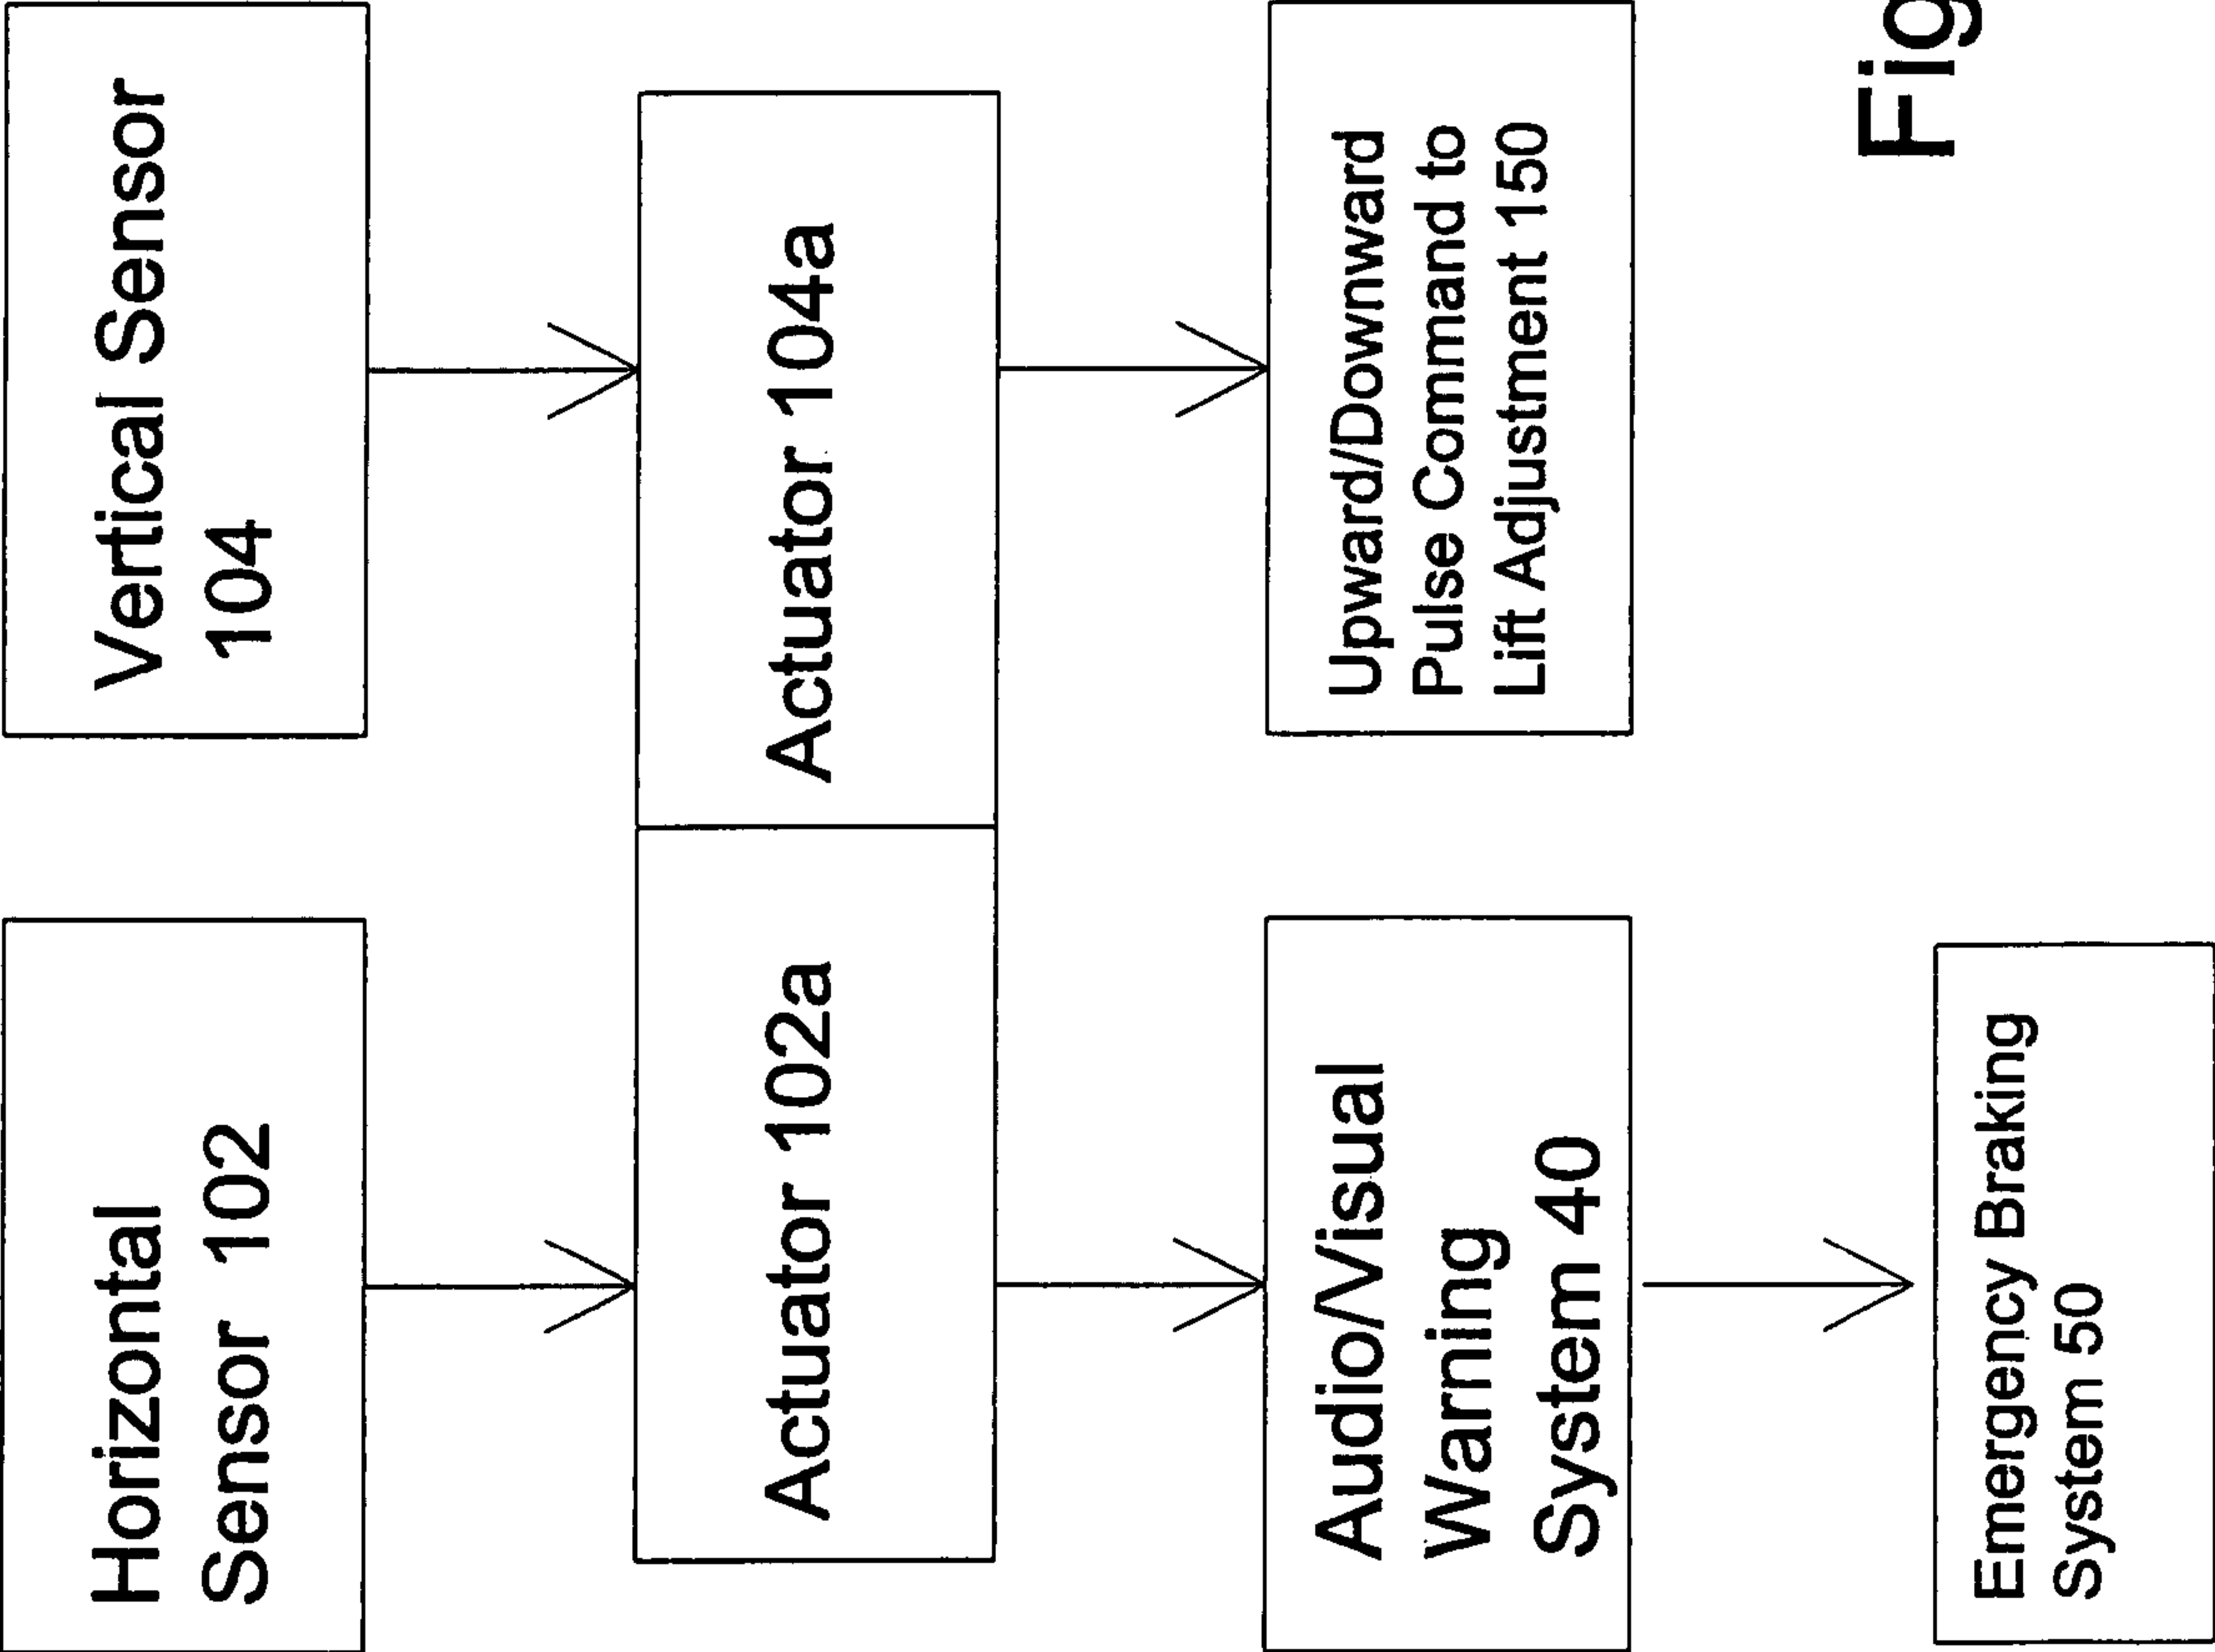 Horizontal
Sensor 102
Vertical Sensor
104
Actuator 102a
Actuator 104a
Audio/Visual
Warning
System 40
Upward/Downward
Pulse Command to
Lift Adjustment 150
Emergency Braking
System 50
Fig